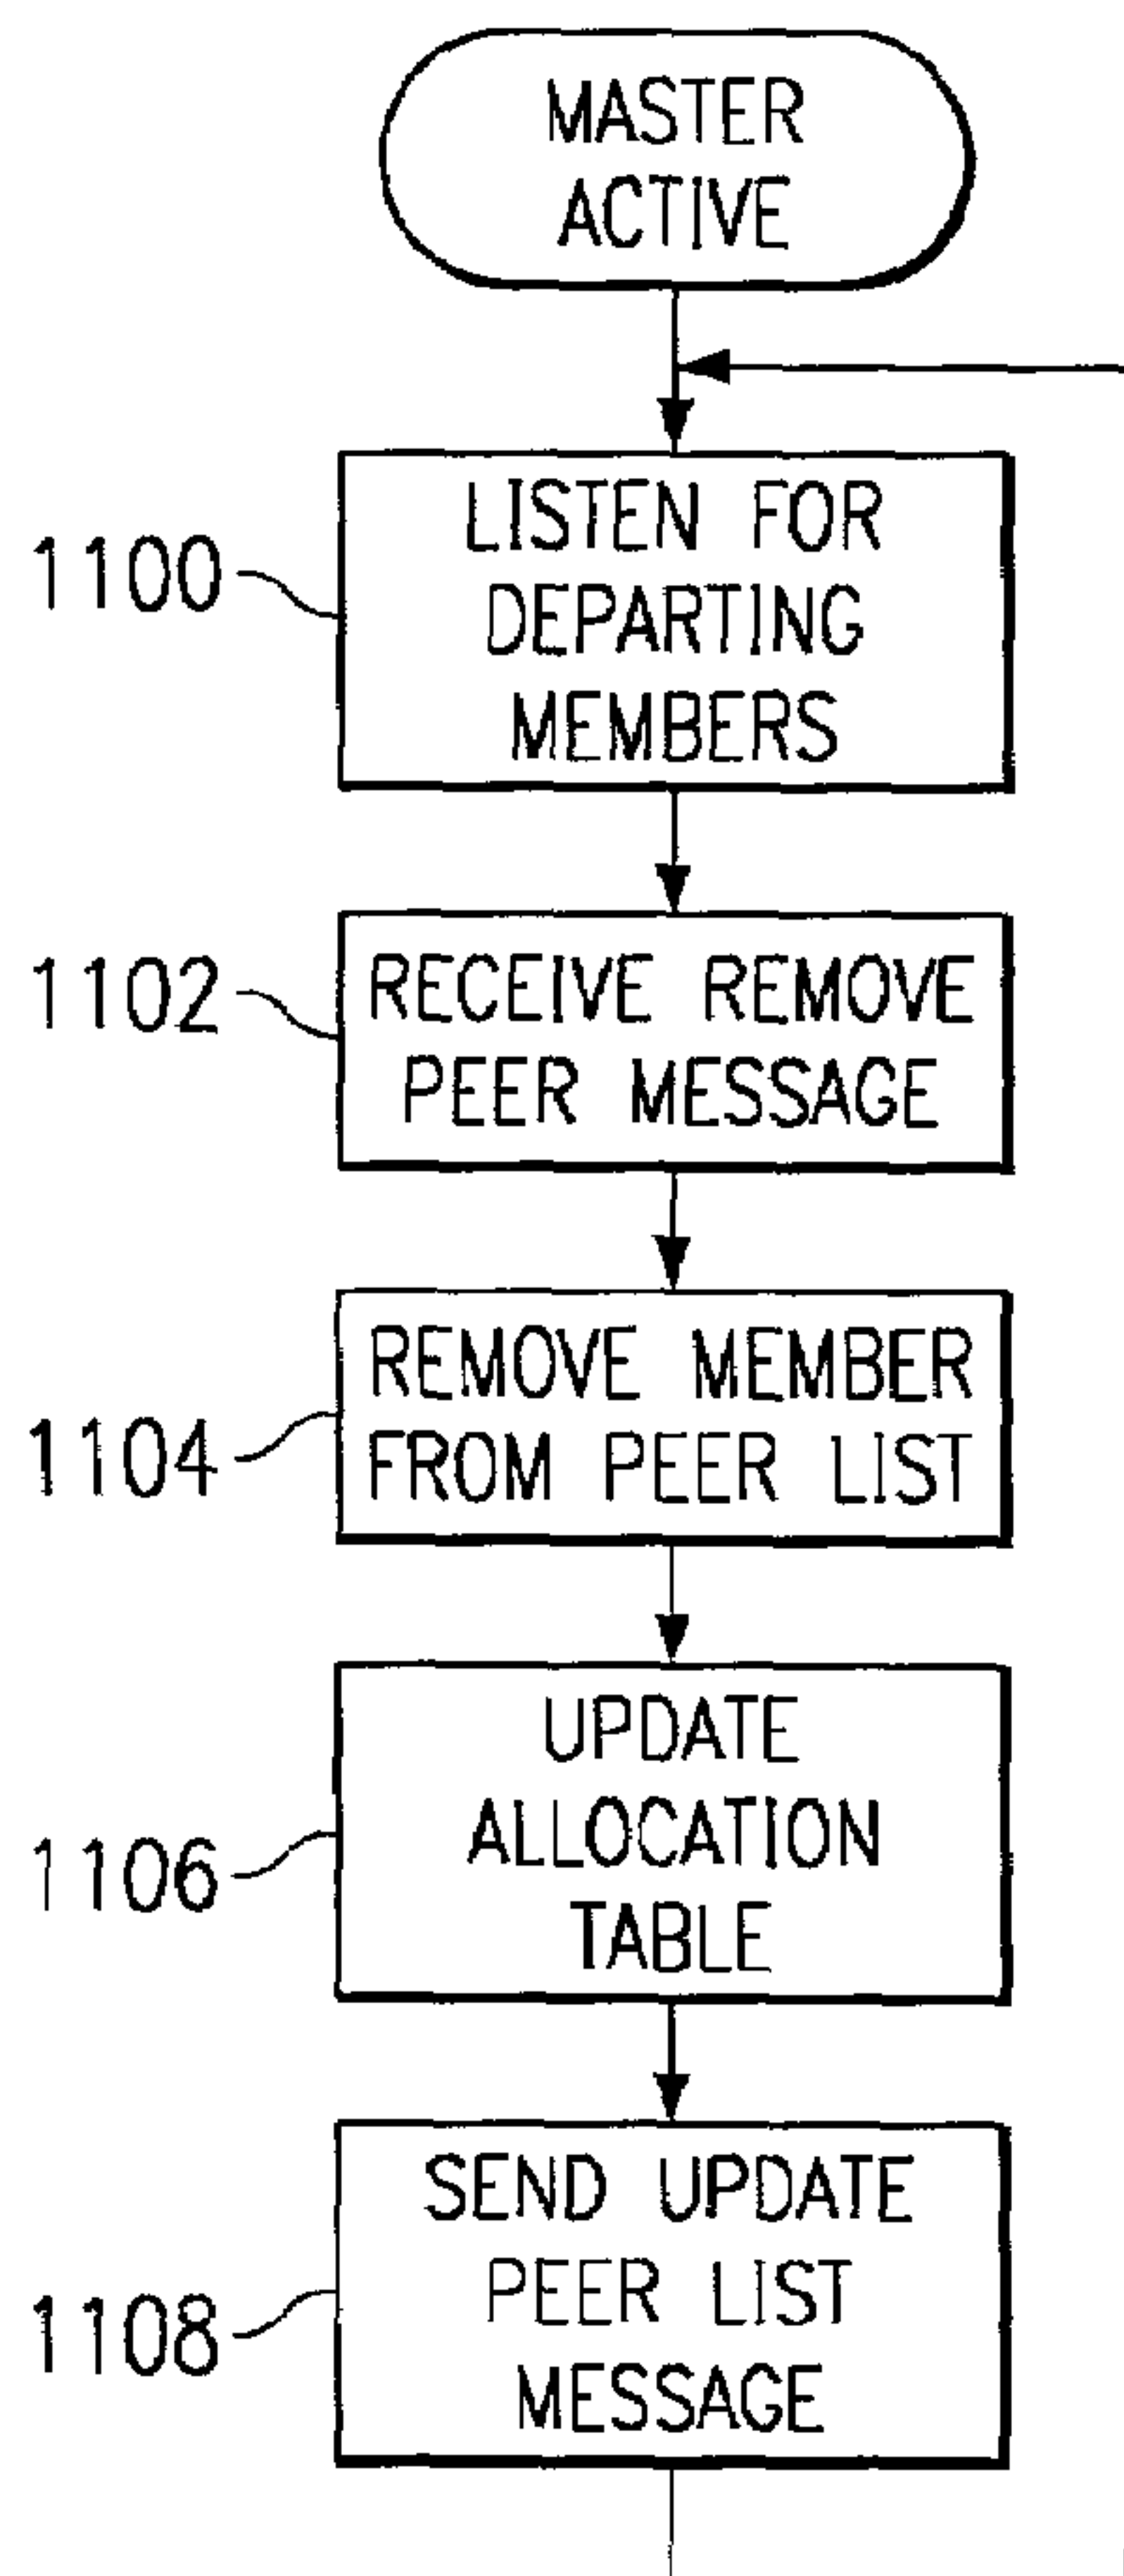 MASTER
ACTIVE
1100
LISTEN FOR
DEPARTING
MEMBERS
1102
RECEIVE REMOVE
PEER MESSAGE
1104
REMOVE MEMBER
FROM PEER LIST
1106
UPDATE
ALLOCATION
TABLE
1108
SEND UPDATE
PEER LIST
MESSAGE